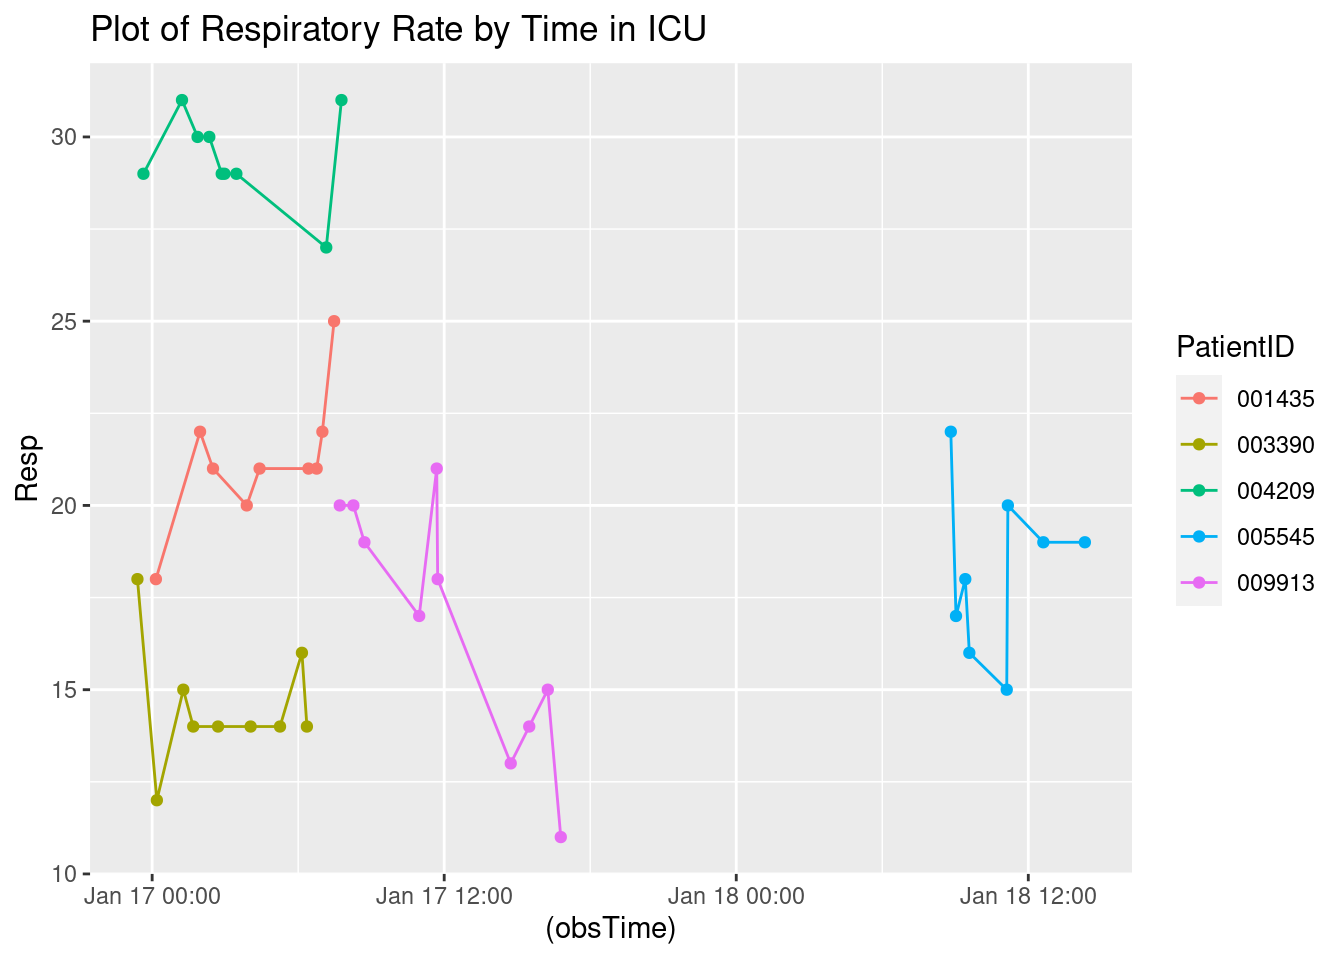 Plot of Respiratory Rate by Time in ICU
30
25
20
15
10
Resp
Jan 17 00:00
Jan 17 12:00
Jan 18 00:00
Jan 18 12:00
(obsTime)
PatientID
001435
003390
004209
005545
009913